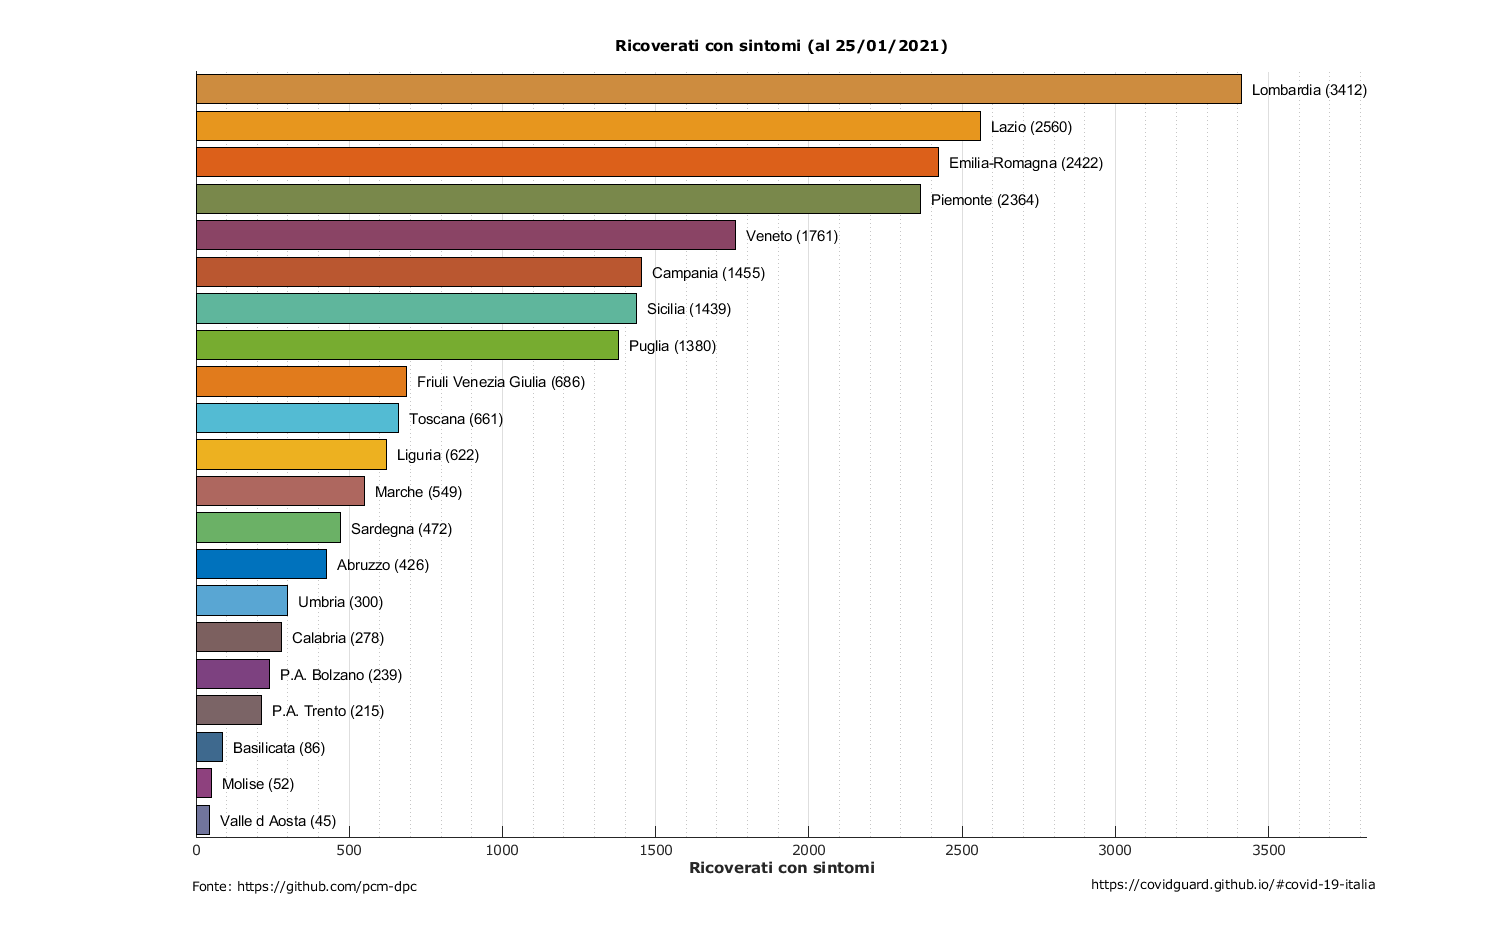 Ricoverati con sintomi (al 25/01/2021)
Lombardia (3412)
Lazio (2560)
Emilia-Romagna (2422)
Piemonte (2364)
Veneto (1761)
Campania (1455)
Sicilia (1439)
Puglia (1380)
Friuli Venezia Giulia (686)
Toscana (661)
Liguria (622)
Marche (549)
Sardegna (472)
Abruzzo (426)
Umbria (300)
Calabria (278)
P.A. Bolzano (239)
P.A. Trento (215)
Basilicata (86)
Molise (52)
Valle d Aosta (45)
0 500 1000 1500 2000 2500 3000 3500
Ricoverati con sintomi
Fonte: https://github.com/pcm-dpc
https://covidguard.github.io/#covid-19-italia